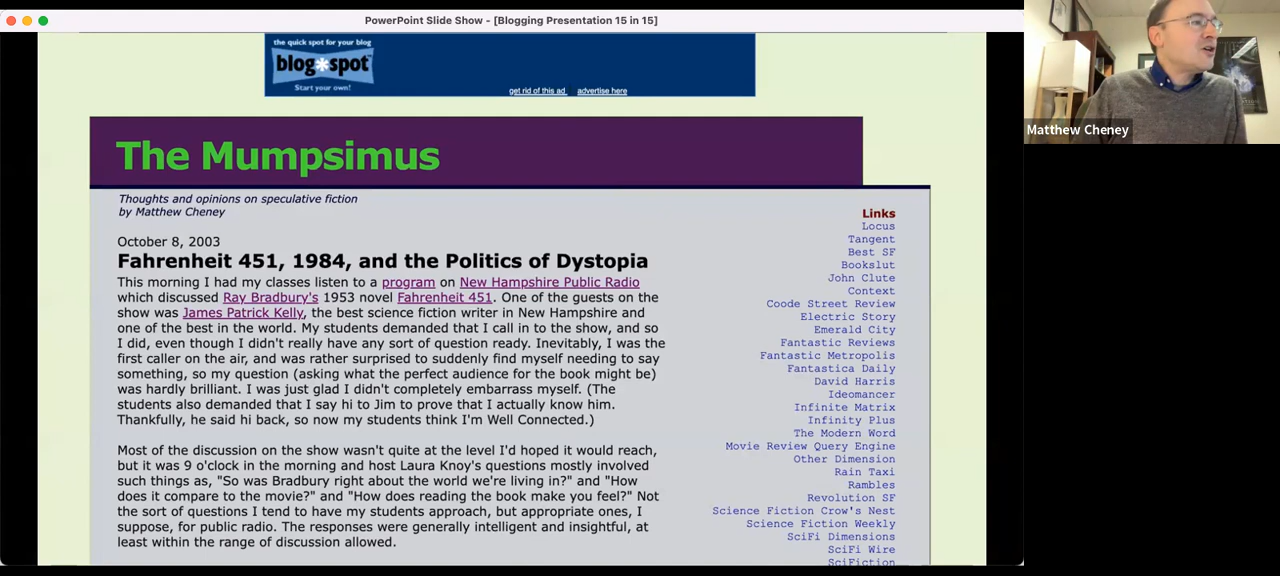 PowerPoint Slide Show - [Blogging Presentation 15 in 15]
the quick spot for your blog
blog*spot
Start your own!
get rid of this ad
advertise here
The Mumpsimus
Thoughts and opinions on speculative fiction
by Matthew Cheney
October 8, 2003
Fahrenheit 451, 1984, and the Politics of Dystopia
This morning I had my classes listen to a program on New Hampshire Public Radio
which discussed Ray Bradbury's 1953 novel Fahrenheit 451. One of the guests on the
show was James Patrick Kelly, the best science fiction writer in New Hampshire and
one of the best in the world. My students demanded that I call in to the show, and so
I did, even though I didn't really have any sort of question ready. Inevitably, I was the
first caller on the air, and was rather surprised to suddenly find myself needing to say
something, so my question (asking what the perfect audience for the book might be)
was hardly brilliant. I was just glad I didn't completely embarrass myself. (The
students also demanded that I say hi to Jim to prove that I actually know him.
Thankfully, he said hi back, so now my students think I'm Well Connected.)
Most of the discussion on the show wasn't quite at the level I'd hoped it would reach,
but it was 9 o'clock in the morning and host Laura Knoy's questions mostly involved
such things as, "So was Bradbury right about the world we're living in?" and "How
does it compare to the movie?" and "How does reading the book make you feel?" Not
the sort of questions I tend to have my students approach, but appropriate ones, I
suppose, for public radio. The responses were generally intelligent and insightful, at
least within the range of discussion allowed.
Links
Locus
Tangent
Best SF
Bookslut
John Clute
Context
Coode Street Review
Electric Story
Emerald City
Fantastic Reviews
Fantastic Metropolis
Fantastica Daily
David Harris
Ideomancer
Infinite Matrix
Infinity Plus
The Modern Word
Movie Review Query Engine
Other Dimension
Rain Taxi
Rambles
Revolution SF
Science Fiction Crow's Nest
Science Fiction Weekly
SciFi Dimensions
SciFi Wire
SciFiction
Matthew Cheney